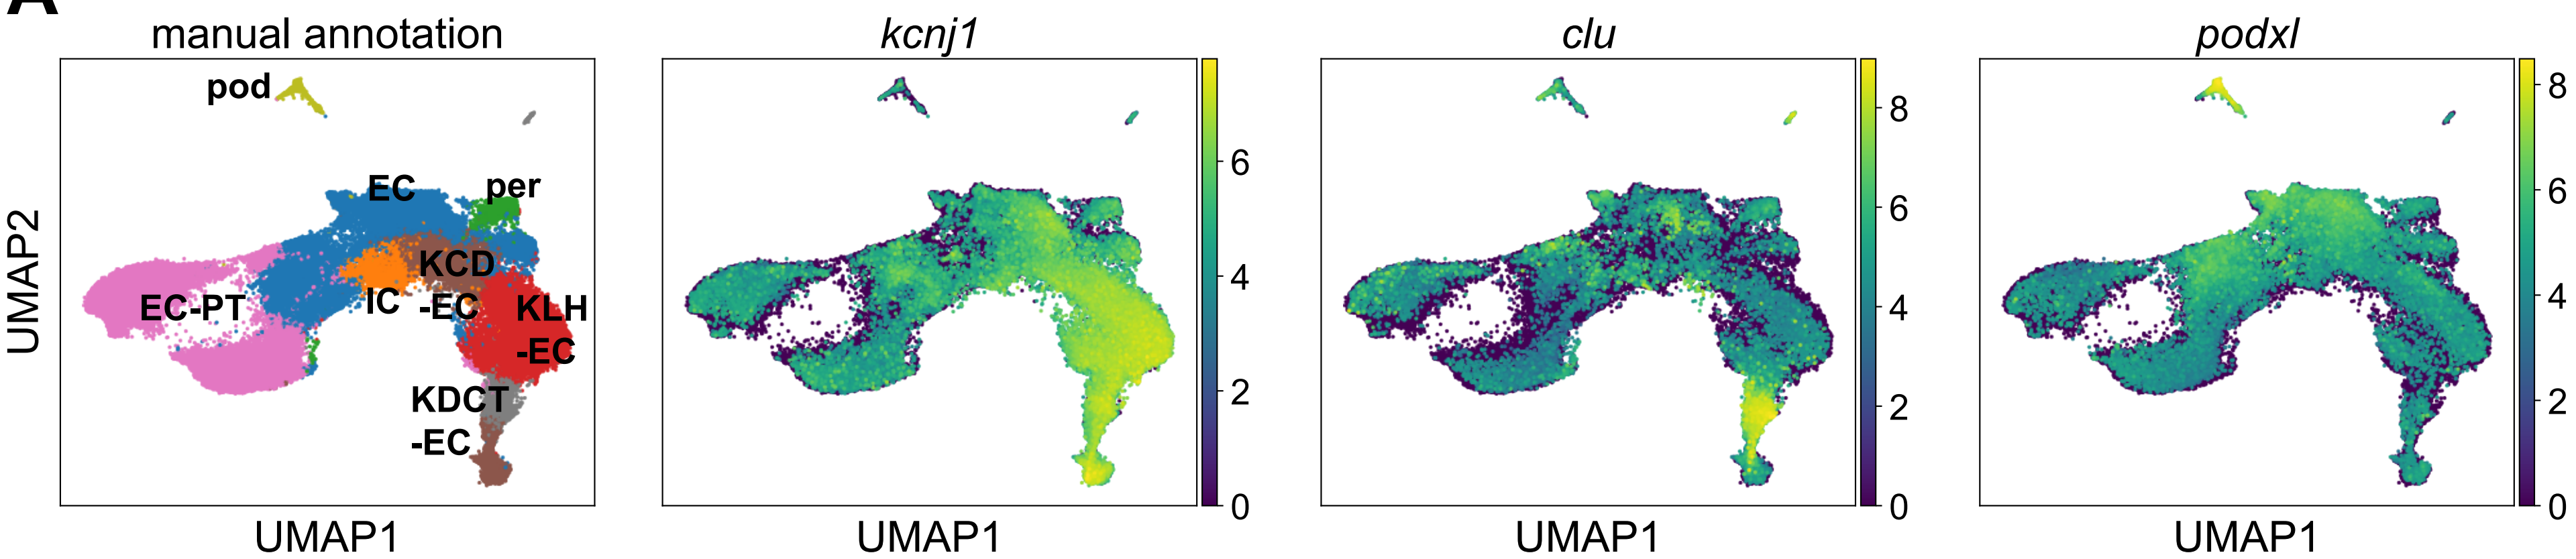 A
manual annotation
kcnj1
clu
podxl
pod
EC
per
KCD
-EC
EC-PT
IC
KLH
-EC
KDCT
-EC
UMAP2
UMAP1
6
4
2
0
UMAP1
8
6
4
2
0
UMAP1
8
6
4
2
0
UMAP1